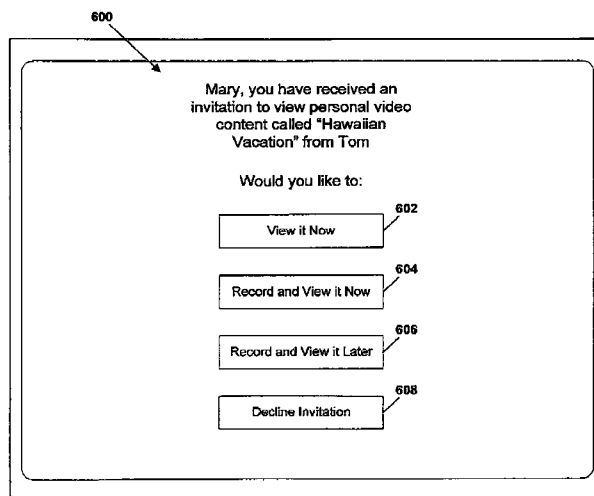 600
Mary, you have received an
invitation to view personal video
content called "Hawaiian
Vacation" from Tom
Would you like to:
602
View it Now
604
Record and View it Now
606
Record and View it Later
608
Decline Invitation